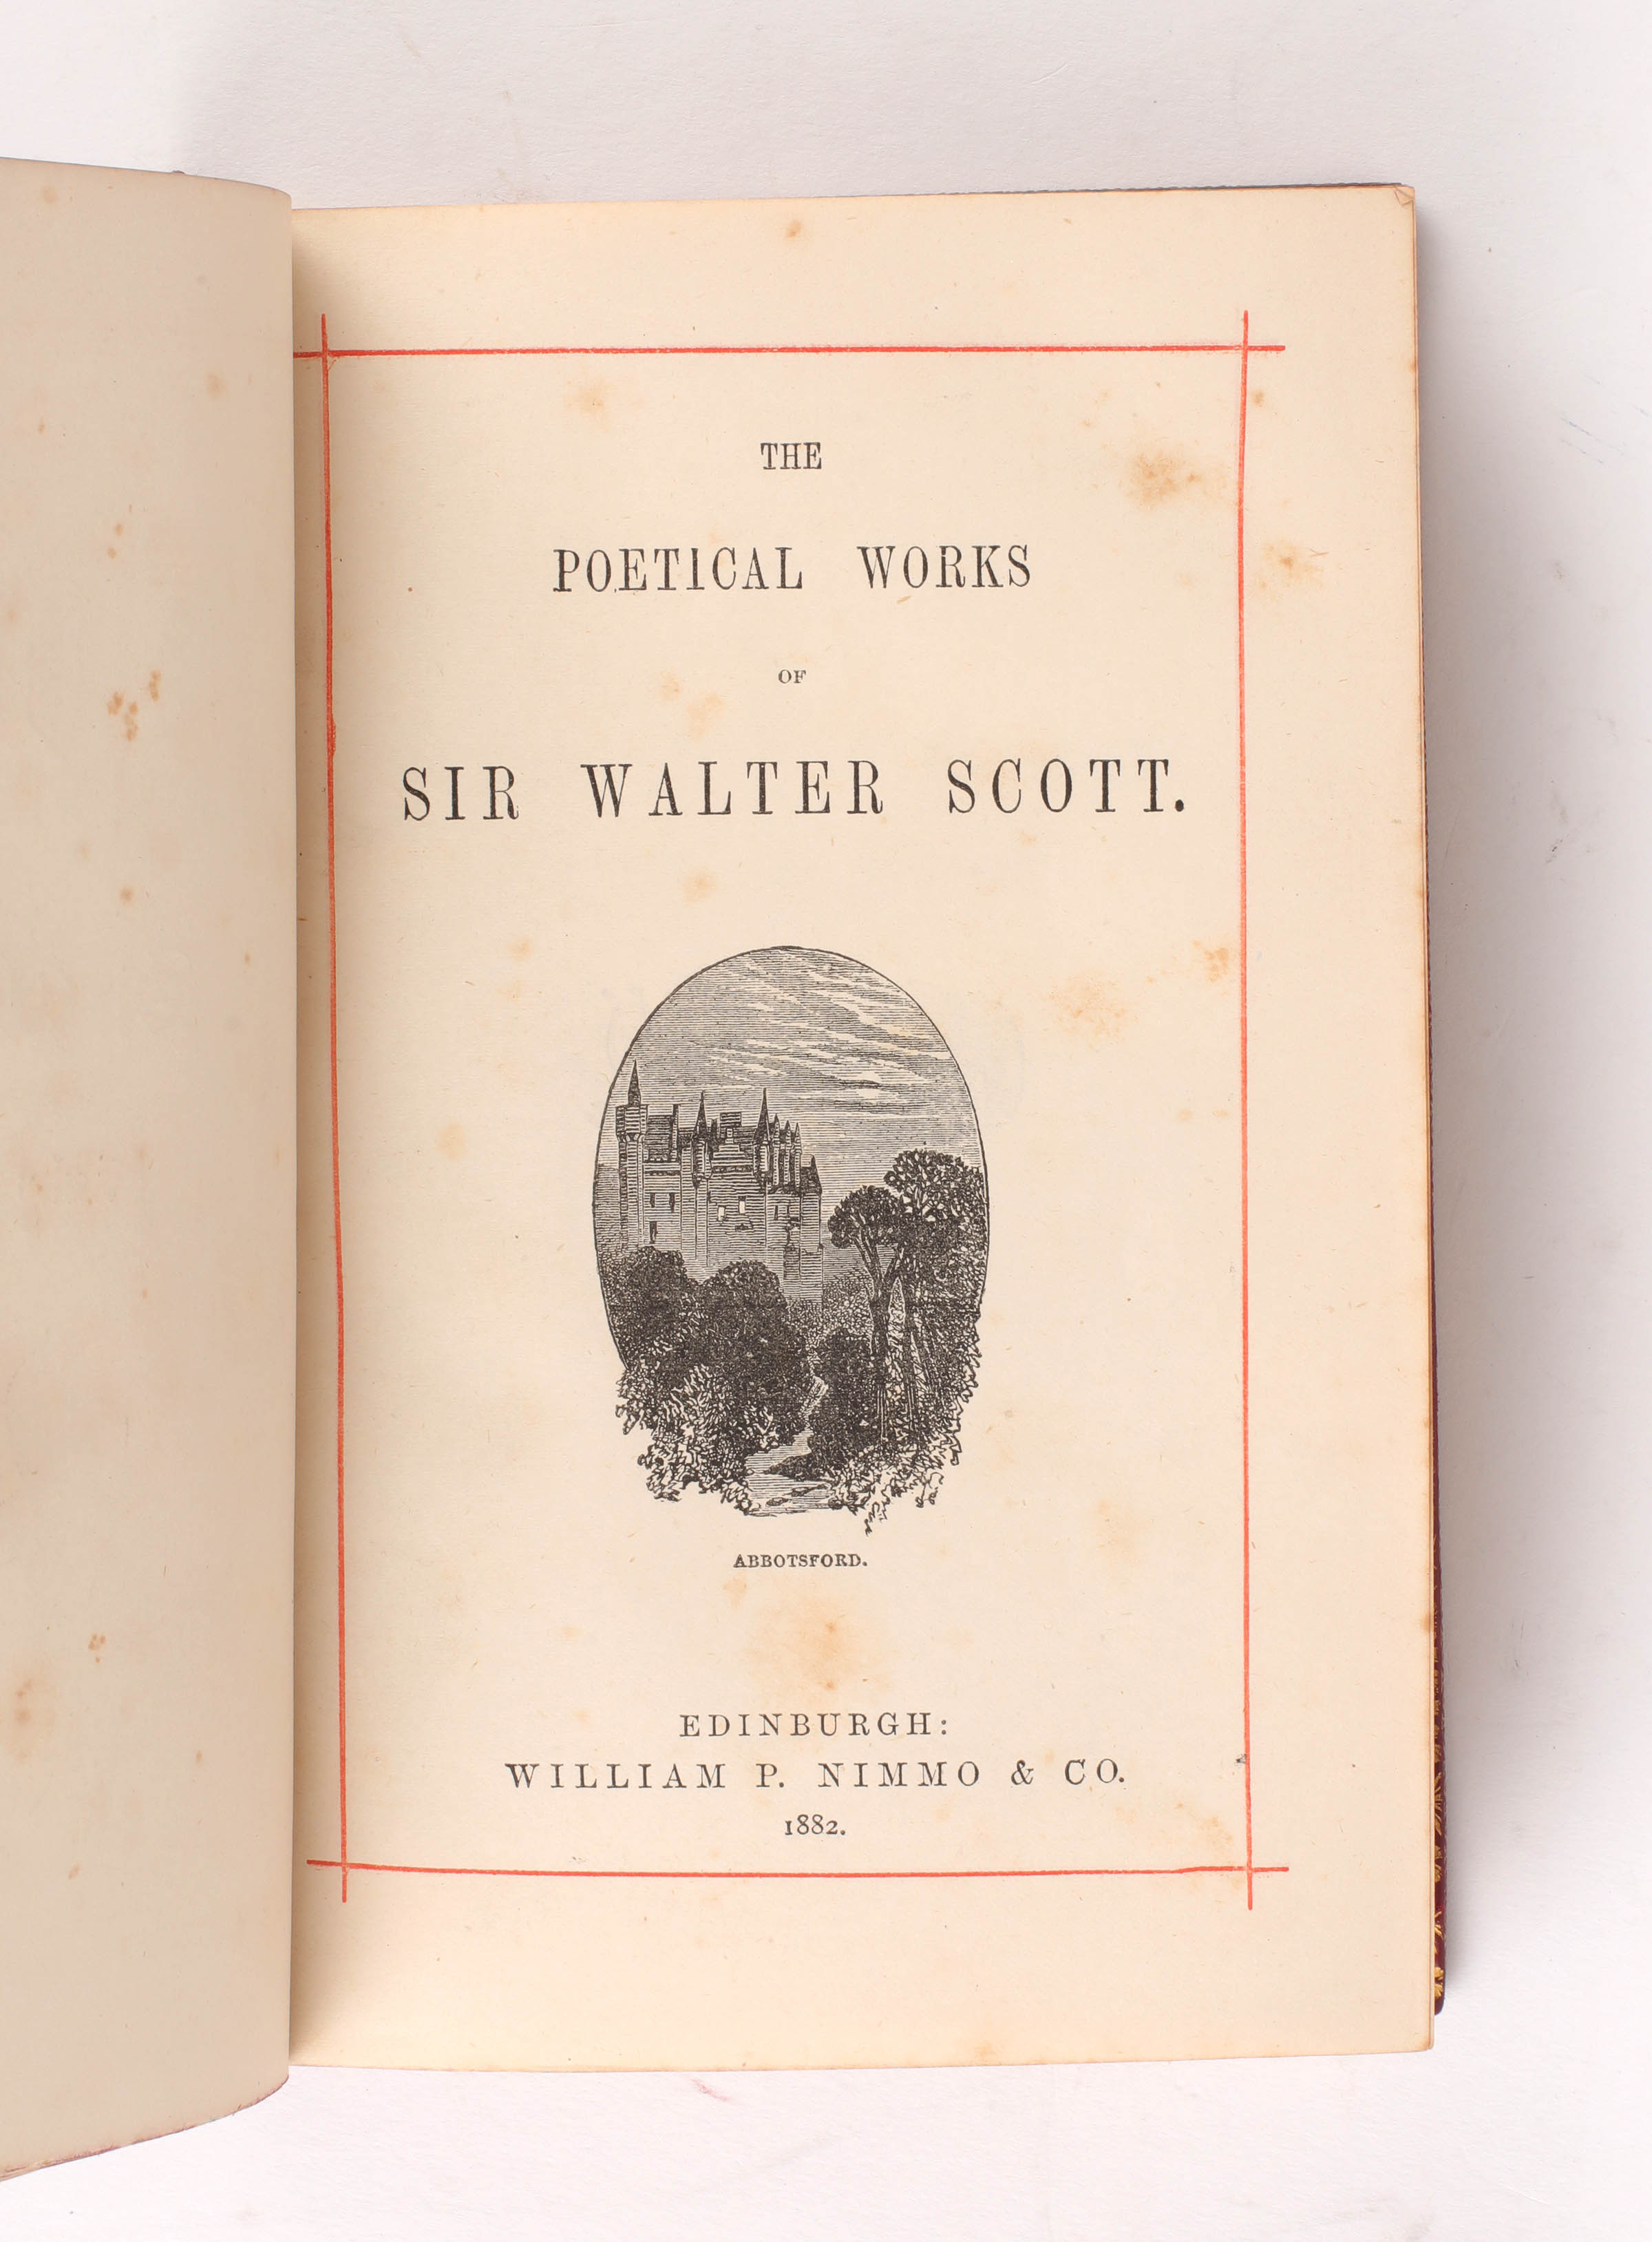 THE
POETICAL WORKS
OF
SIR WALTER SCOTT.
ABBOTSFORD.
EDINBURGH:
WILLIAM P. NIMMO & CO.
1882.